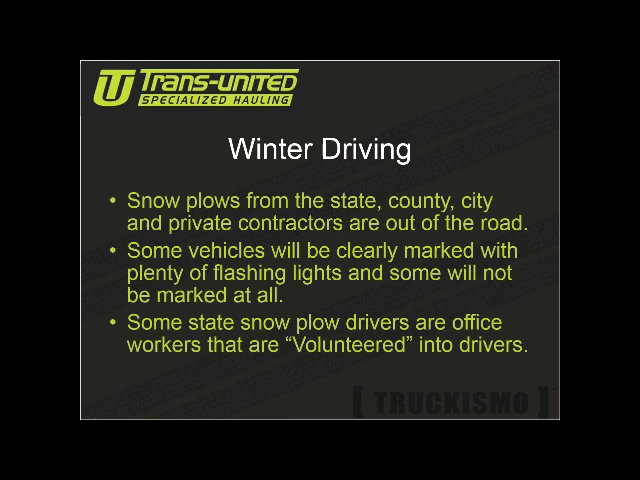 Trans-united
SPECIALIZED HAULING
Winter Driving
• Snow plows from the state, county, city
and private contractors are out of the road.
• Some vehicles will be clearly marked with
plenty of flashing lights and some will not
be marked at all.
• Some state snow plow drivers are office
workers that are “Volunteered” into drivers.
[ TRUCKISMO ]